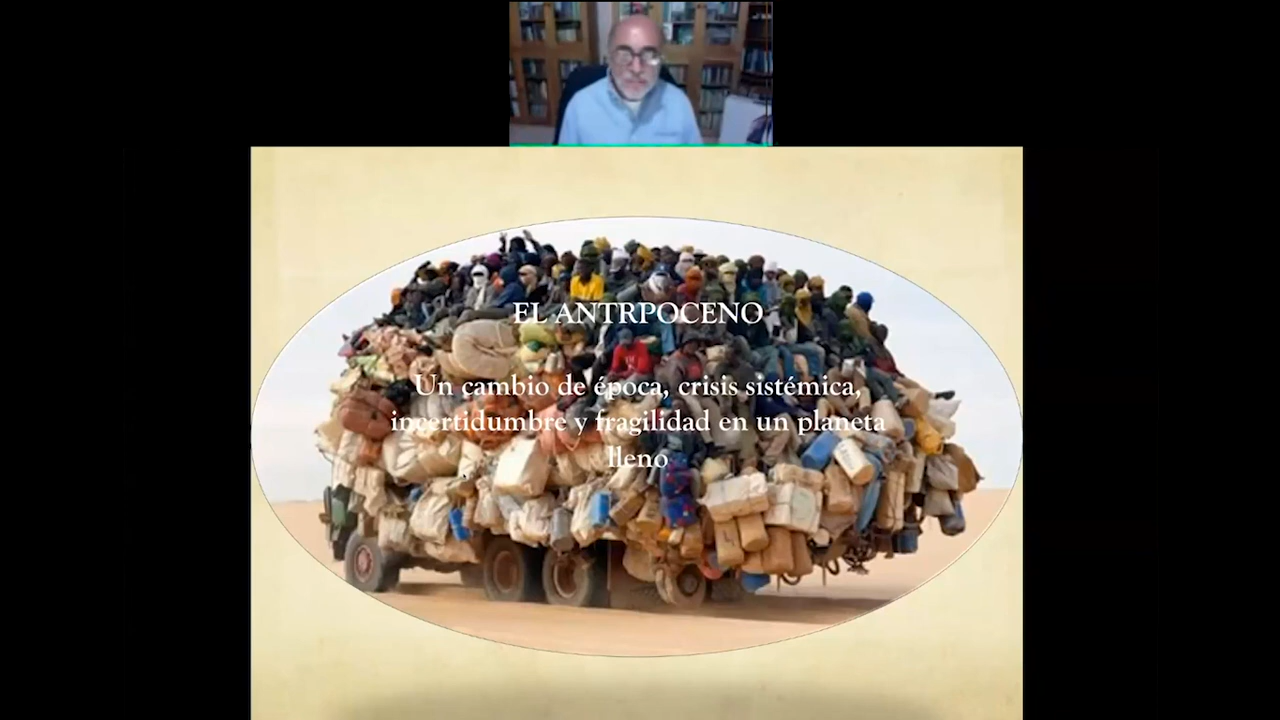 EL ANTRPOCENO
Un cambio de época, crisis sistémica,
incertidumbre y fragilidad en un planeta
lleno